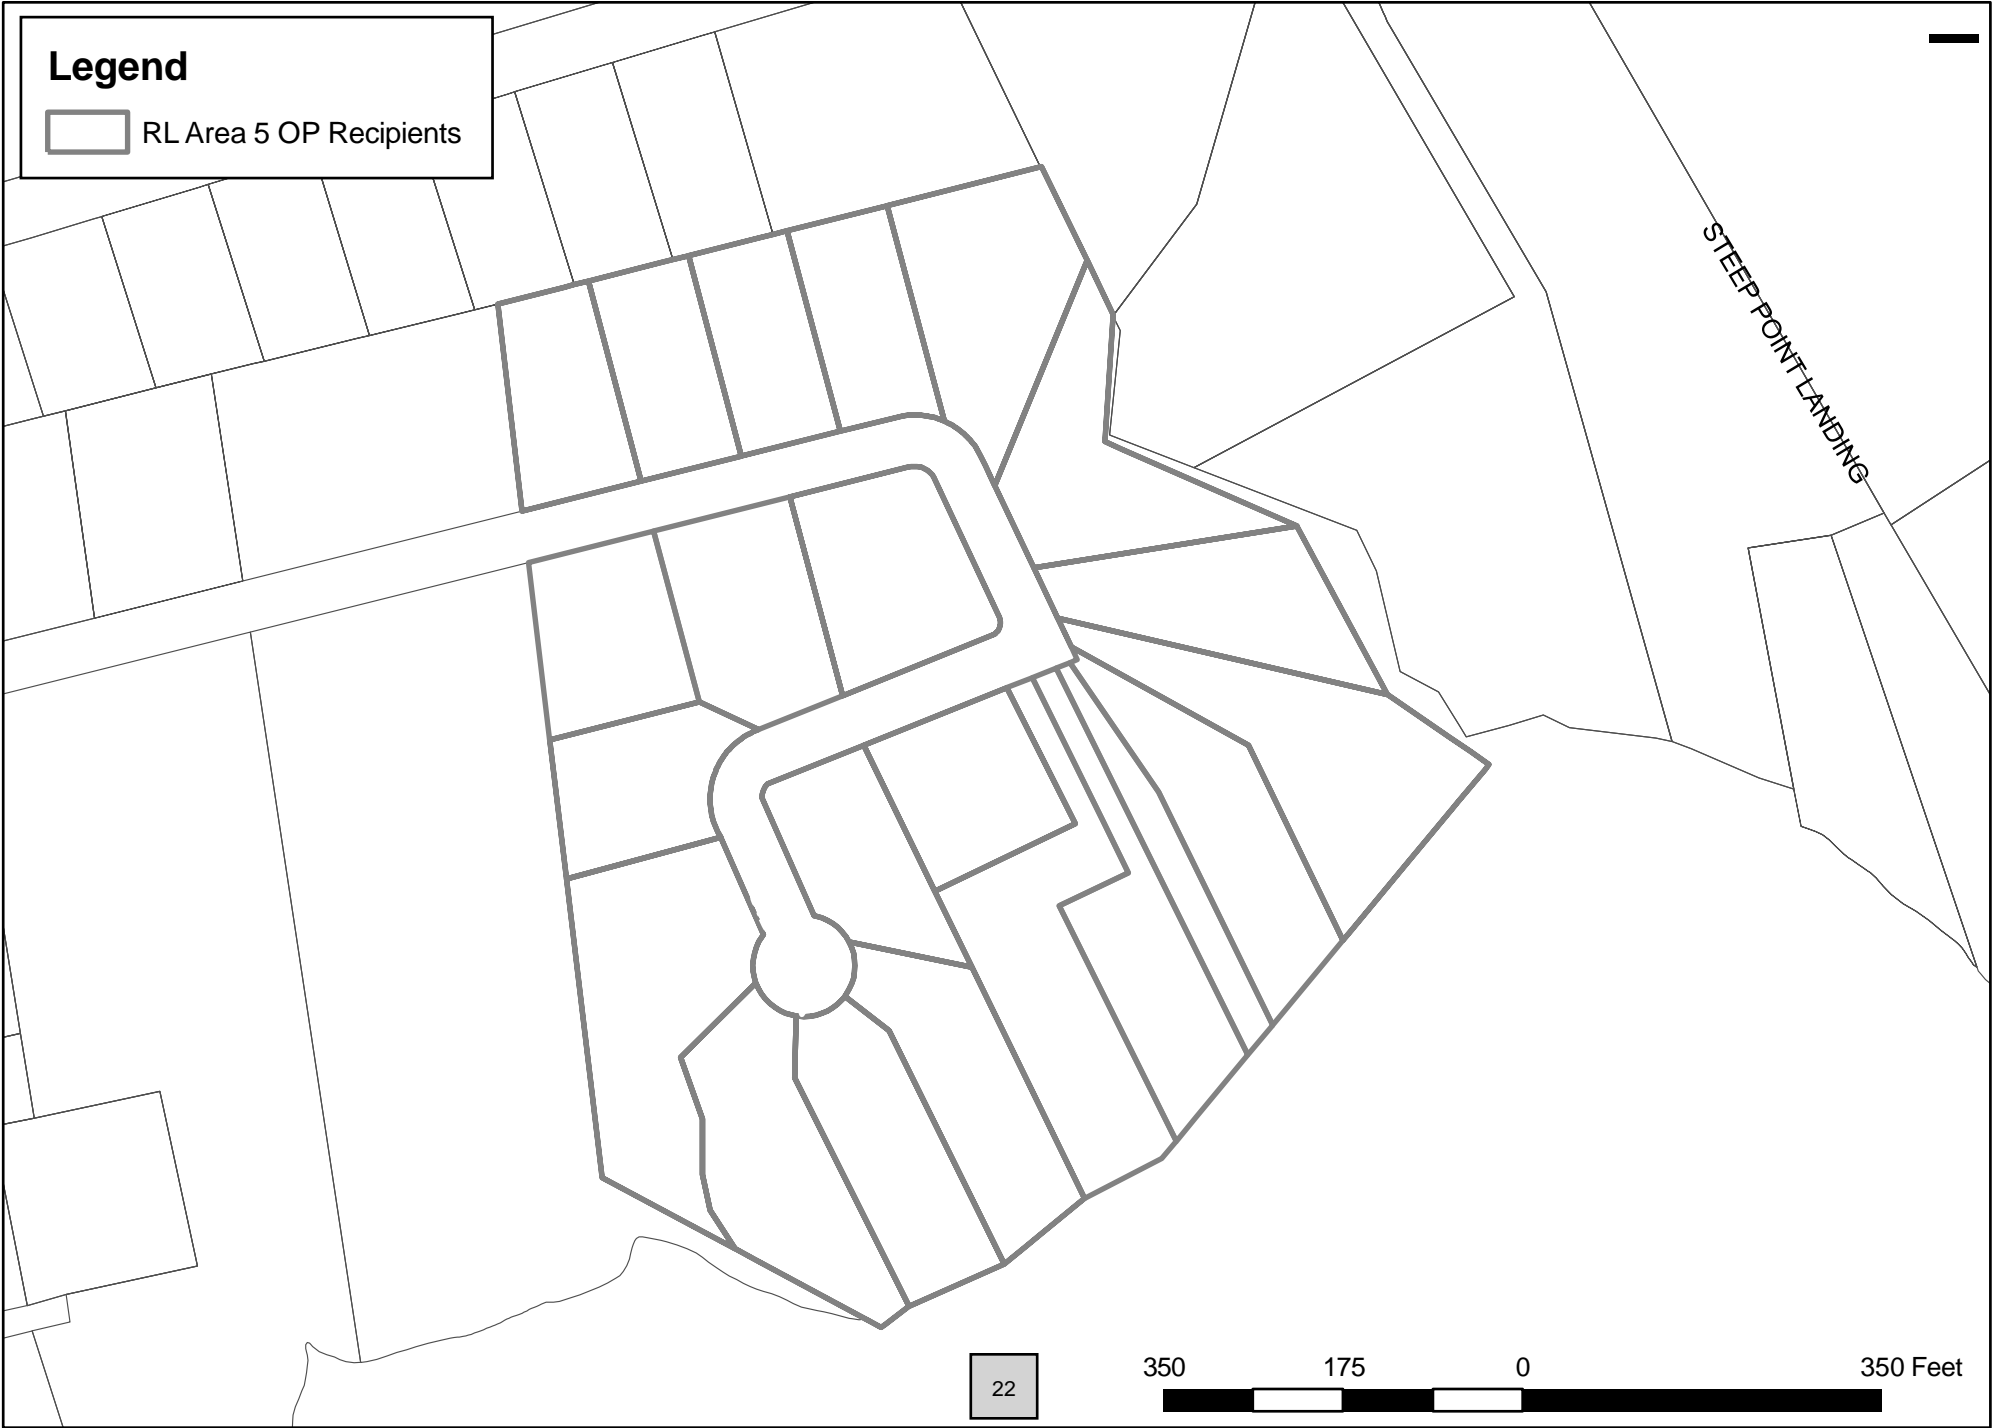 Legend
RL Area 5 OP Recipients
STEEP POINT LANDING
22
350 175 0 350 Feet